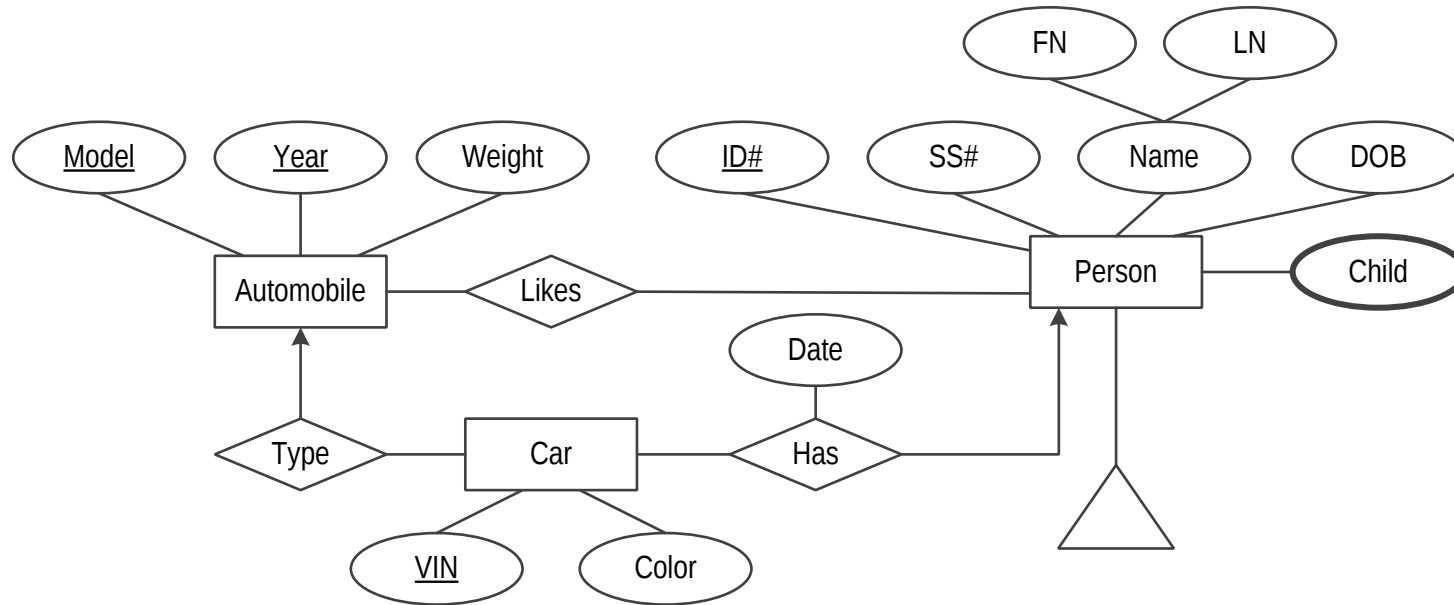 FN
LN
Model
Year
Weight
ID#
SS#
Name
DOB
Automobile
Likes
Person
Child
Date
Type
Car
Has
VIN
Color